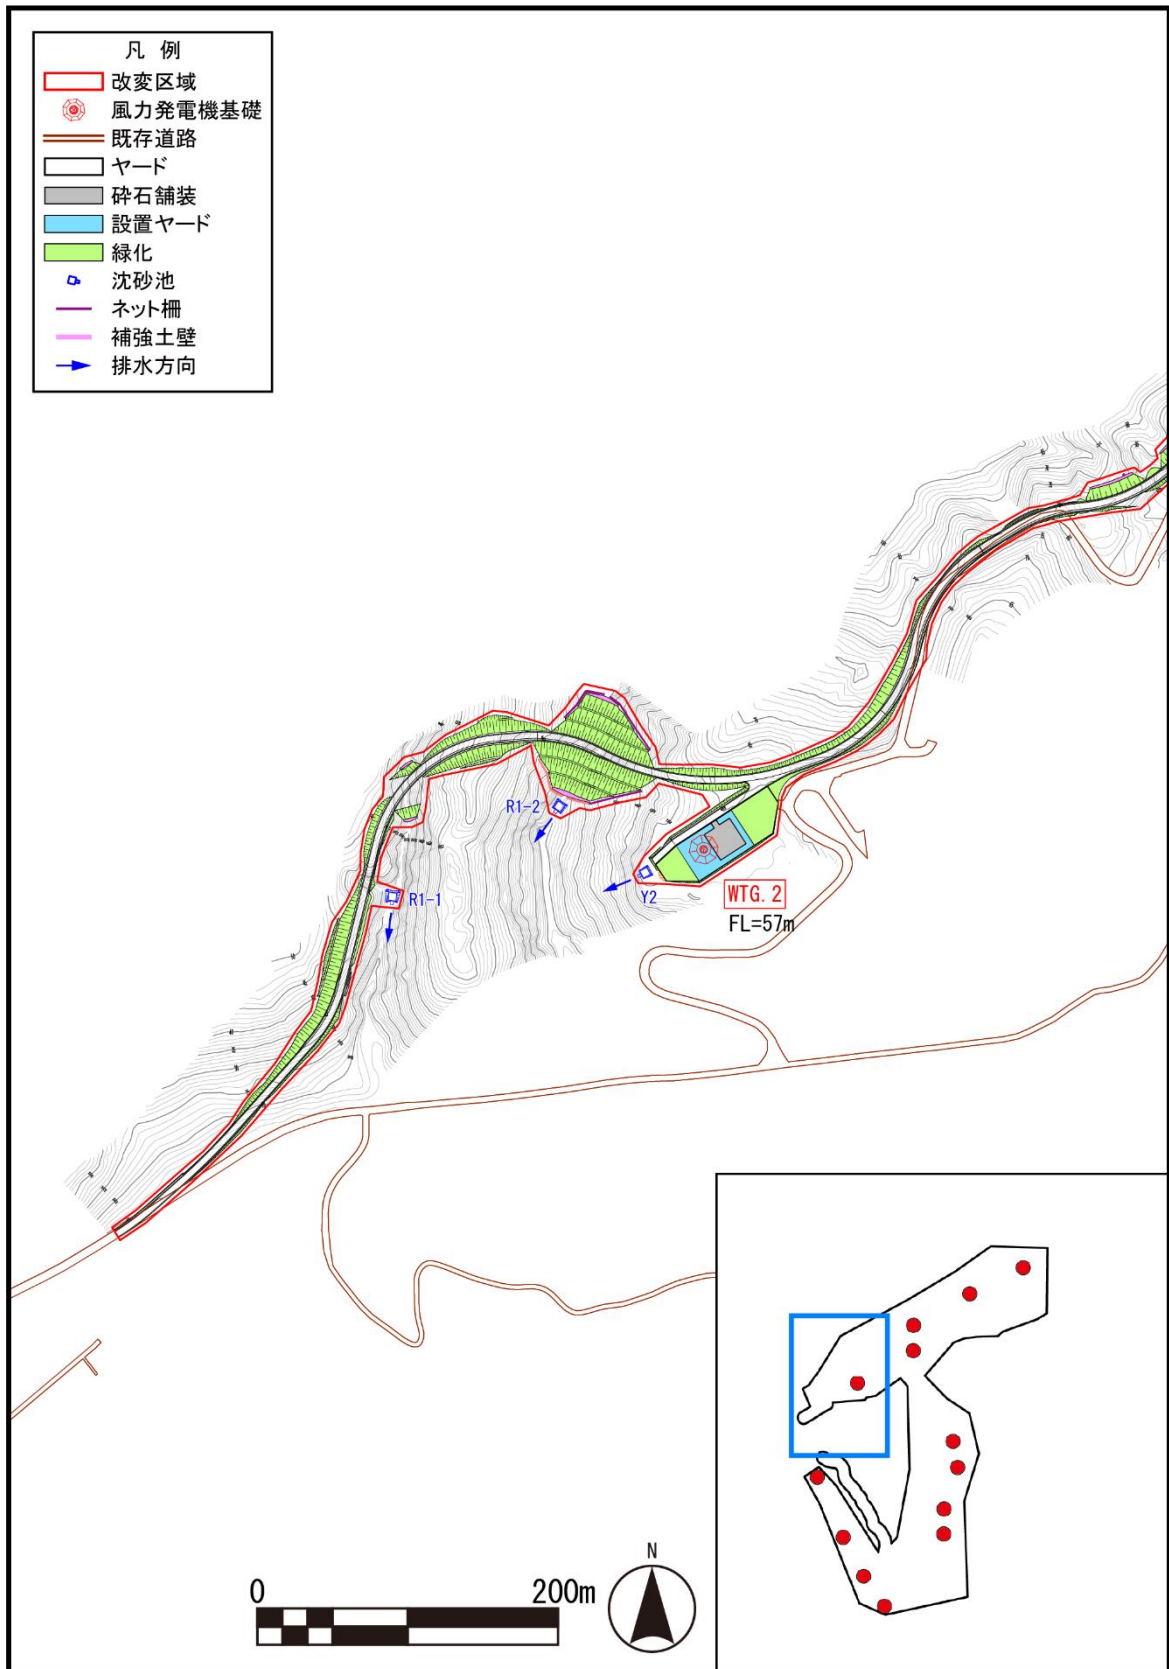 凡 例
改変区域
風力発電機基礎
既存道路
ヤード
砕石舗装
設置ヤード
緑化
沈砂池
ネット柵
補強土壁
排水方向
R1-2
R1-1
Y2
WTG. 2
FL=57m
0 200m
N